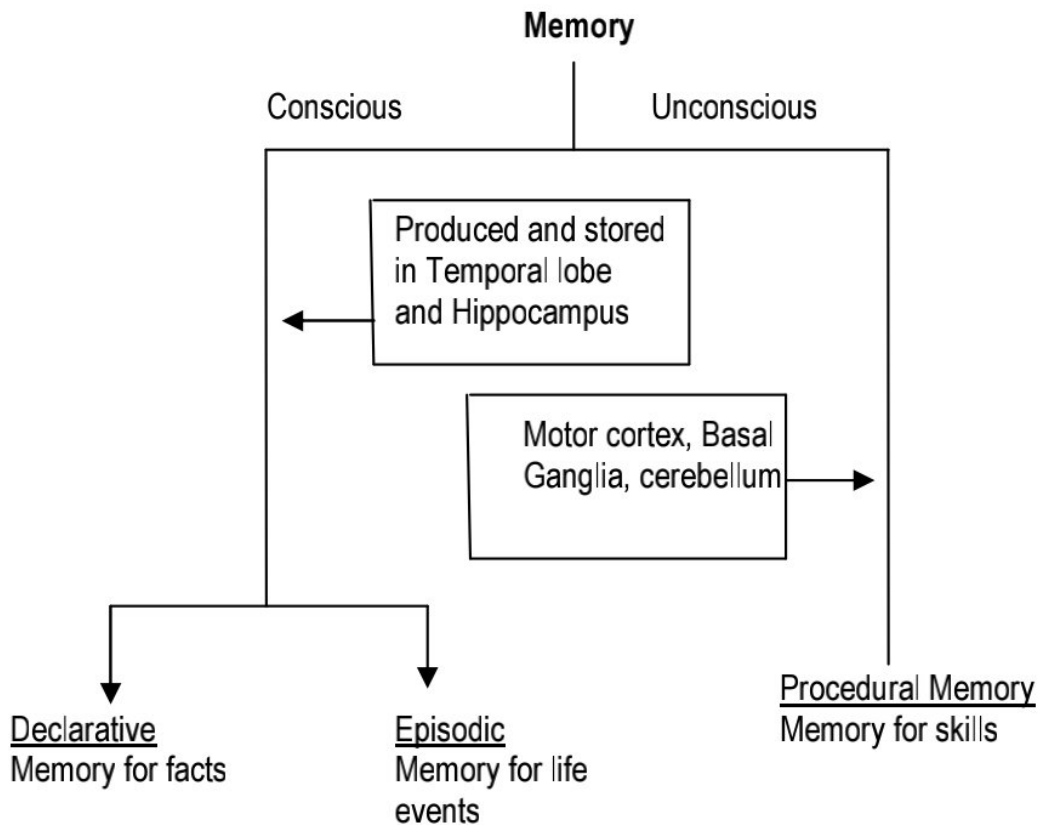 Memory
Conscious
Unconscious
Produced and stored
in Temporal lobe
and Hippocampus
Motor cortex, Basal
Ganglia, cerebellum
Declarative
Memory for facts
Episodic
Memory for life
events
Procedural Memory
Memory for skills